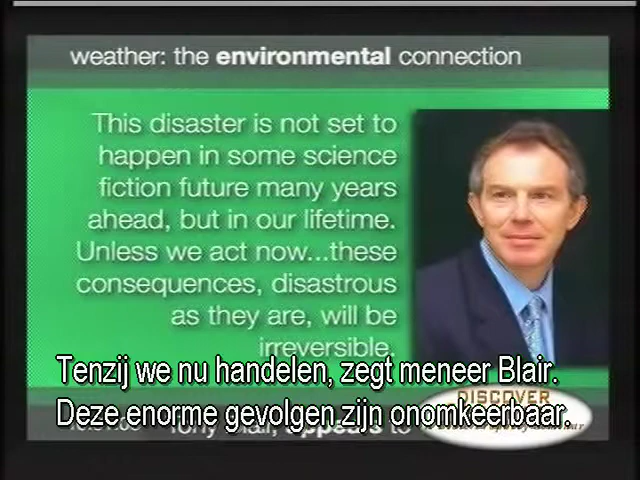 weather: the environmental connection
This disaster is not set to
happen in some science
fiction future many years
ahead, but in our lifetime.
Unless we act now...these
consequences, disastrous
as they are, will be
irreversible.
Tenzij we nu handelen, zegt meneer Blair.
DISCOVER
Deze enorme gevolgen zijn onomkeerbaar.